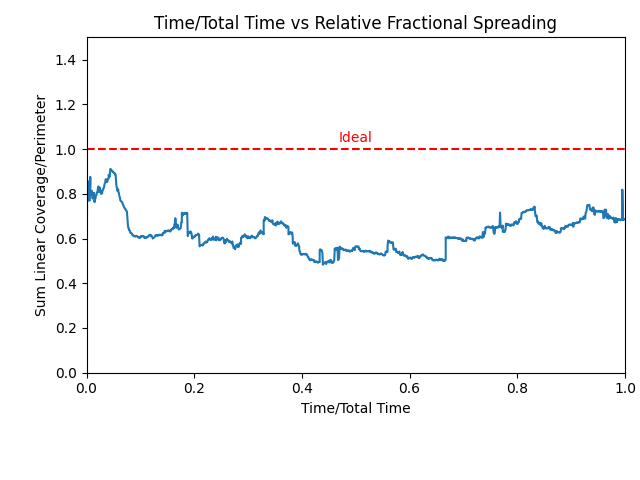 Time/Total Time vs Relative Fractional Spreading
1.4
1.2
Ideal
1.0
0.8
0.6
0.4
0.2
0.0
Sum Linear Coverage/Perimeter
0.0 0.2 0.4 0.6 0.8 1.0
Time/Total Time